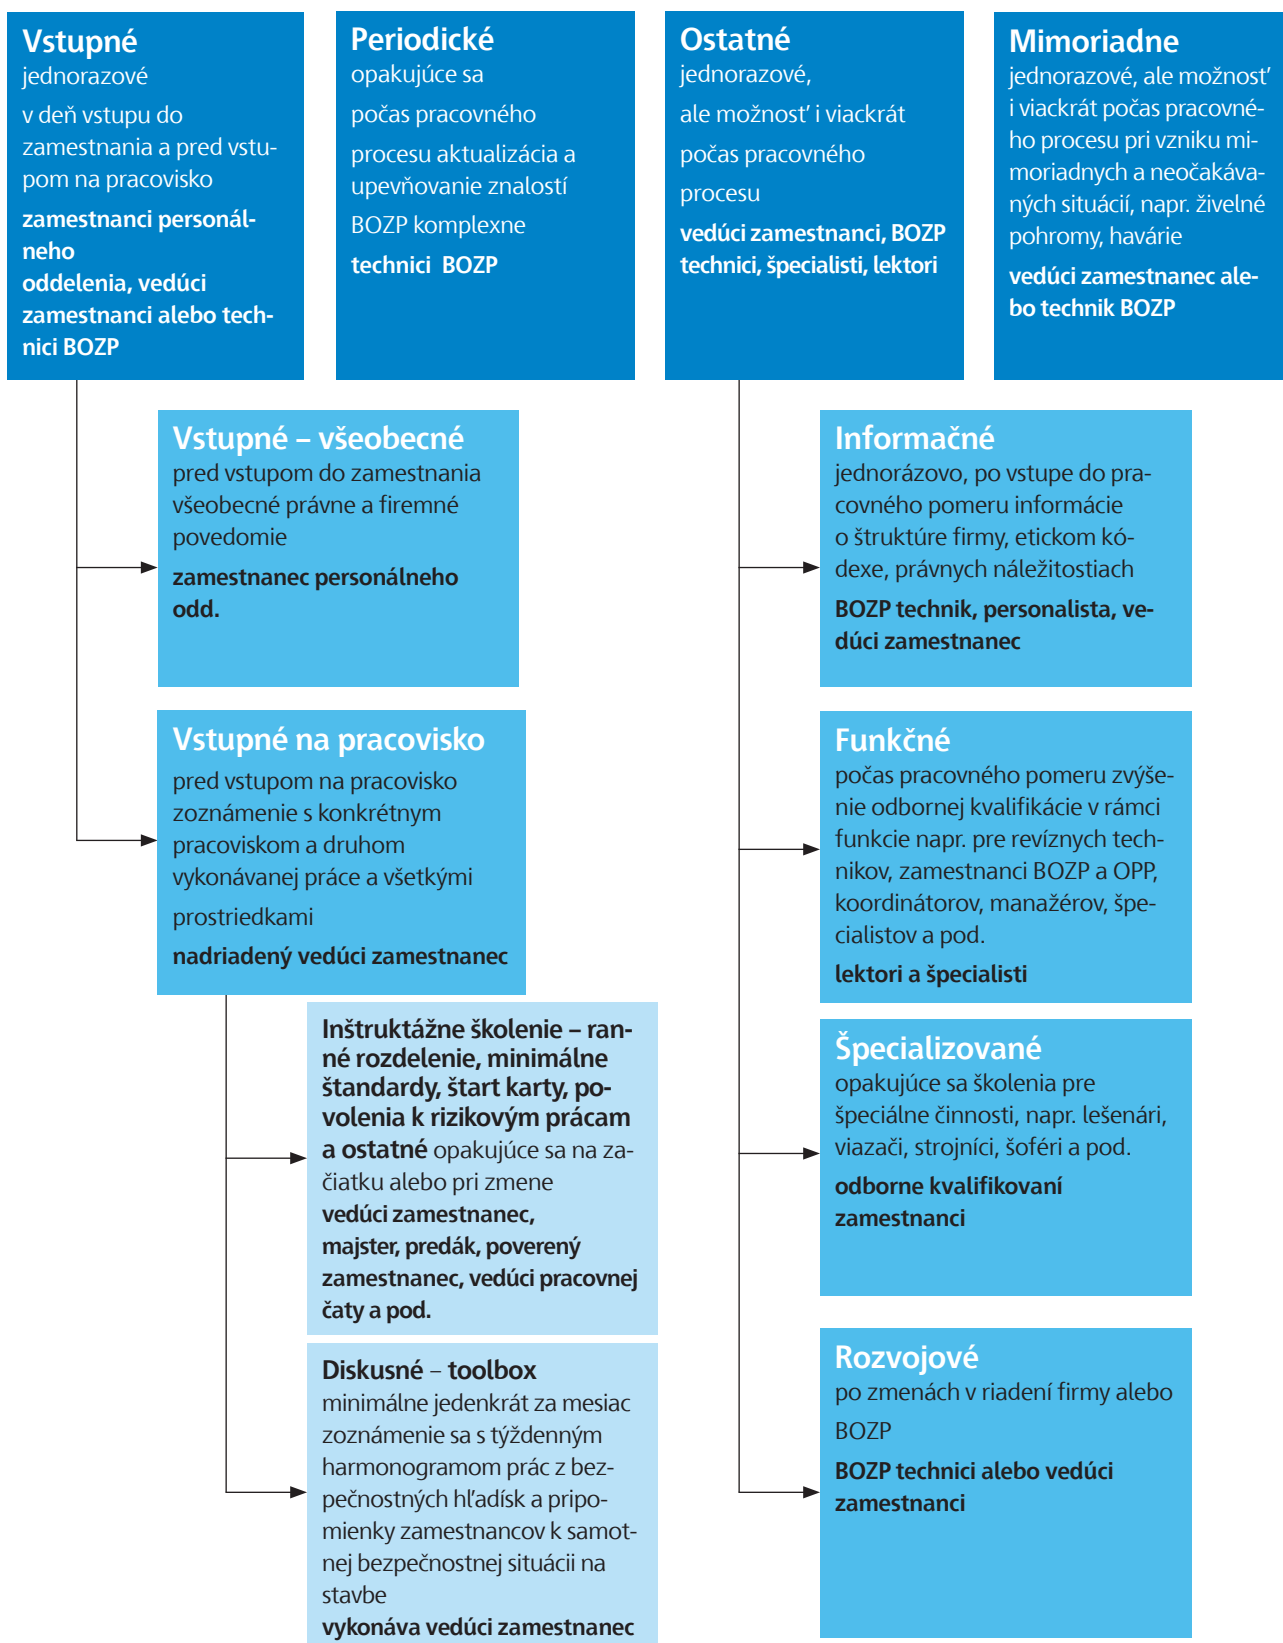 Vstupné
jednorazové
v deň vstupu do
zamestnania a pred vstu-
pom na pracovisko
zamestnanci personál-
neho
oddelenia, vedúci
zamestnanci alebo tech-
nici BOZP
Periodické
opakujúce sa
počas pracovného
procesu aktualizácia a
upevňovanie znalostí
BOZP komplexne
technici BOZP
Ostatné
jednorazové,
ale možnosť i viackrát
počas pracovného
procesu
vedúci zamestnanci, BOZP
technici, špecialisti, lektori
Mimoriadne
jednorazové, ale možnosť
i viackrát počas pracovné-
ho procesu pri vzniku mi-
moriadnych a neočakáva-
ných situácií, napr. živelné
pohromy, havárie
vedúci zamestnanec ale-
bo technik BOZP
Vstupné – všeobecné
pred vstupom do zamestnania
všeobecné právne a firemné
povedomie
zamestnanec personálneho
odd.
Vstupné na pracovisko
pred vstupom na pracovisko
zoznámenie s konkrétnym
pracoviskom a druhom
vykonávanej práce a všetkými
prostriedkami
nadriadený vedúci zamestnanec
Inštruktážne školenie – ran-
né rozdelenie, minimálne
štandardy, štart karty, po-
volenia k rizikovým prácam
a ostatné opakujúce sa na za-
čiatku alebo pri zmene
vedúci zamestnanec,
majster, predák, poverený
zamestnanec, vedúci pracovnej
čaty a pod.
Diskusné – toolbox
minimálne jedenkrát za mesiac
zoznámenie sa s týždenným
harmonogramom prác z bez-
pečnostných hľadísk a pripo-
mienky zamestnancov k samot-
nej bezpečnostnej situácii na
stavbe
vykonáva vedúci zamestnanec
Informačné
jednorázovo, po vstupe do pra-
covného pomeru informácie
o štruktúre firmy, etickom kó-
dexe, právnych náležitostiach
BOZP technik, personalista, ve-
dúci zamestnanec
Funkčné
počas pracovného pomeru zvýše-
nie odbornej kvalifikácie v rámci
funkcie napr. pre revíznych tech-
nikov, zamestnanci BOZP a OPP,
koordinátorov, manažérov, špe-
cialistov a pod.
lektori a špecialisti
Špecializované
opakujúce sa školenia pre
špeciálne činnosti, napr. lešenári,
viazači, strojníci, šoféri a pod.
odborne kvalifikovaní
zamestnanci
Rozvojové
po zmenách v riadení firmy alebo
BOZP
BOZP technici alebo vedúci
zamestnanci